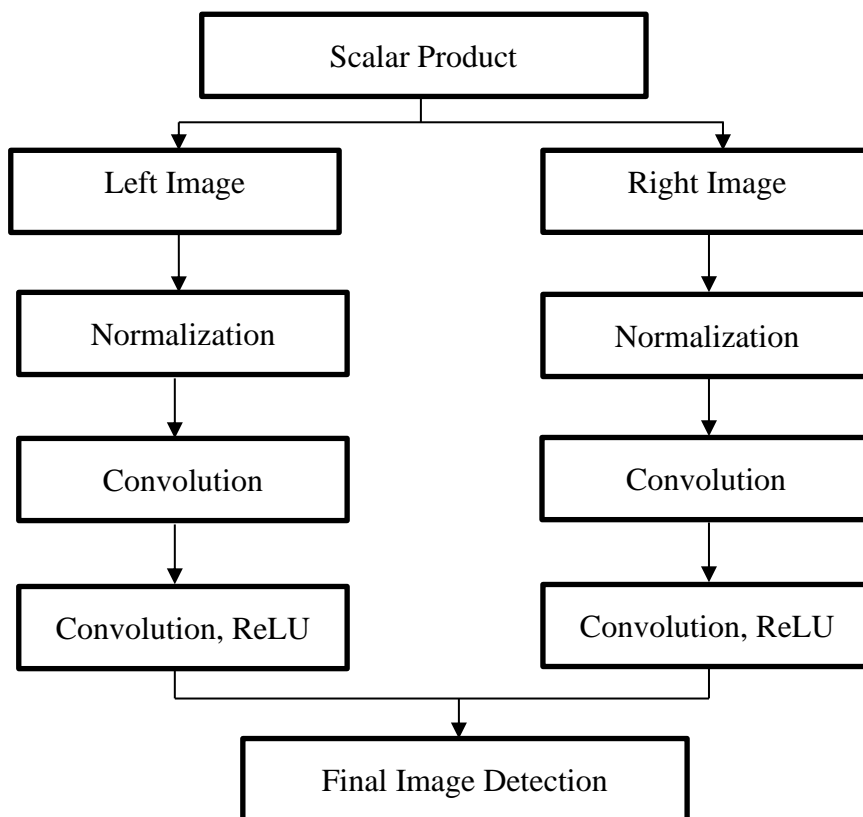 Scalar Product
Left Image
Right Image
Normalization
Normalization
Convolution
Convolution
Convolution, ReLU
Convolution, ReLU
Final Image Detection